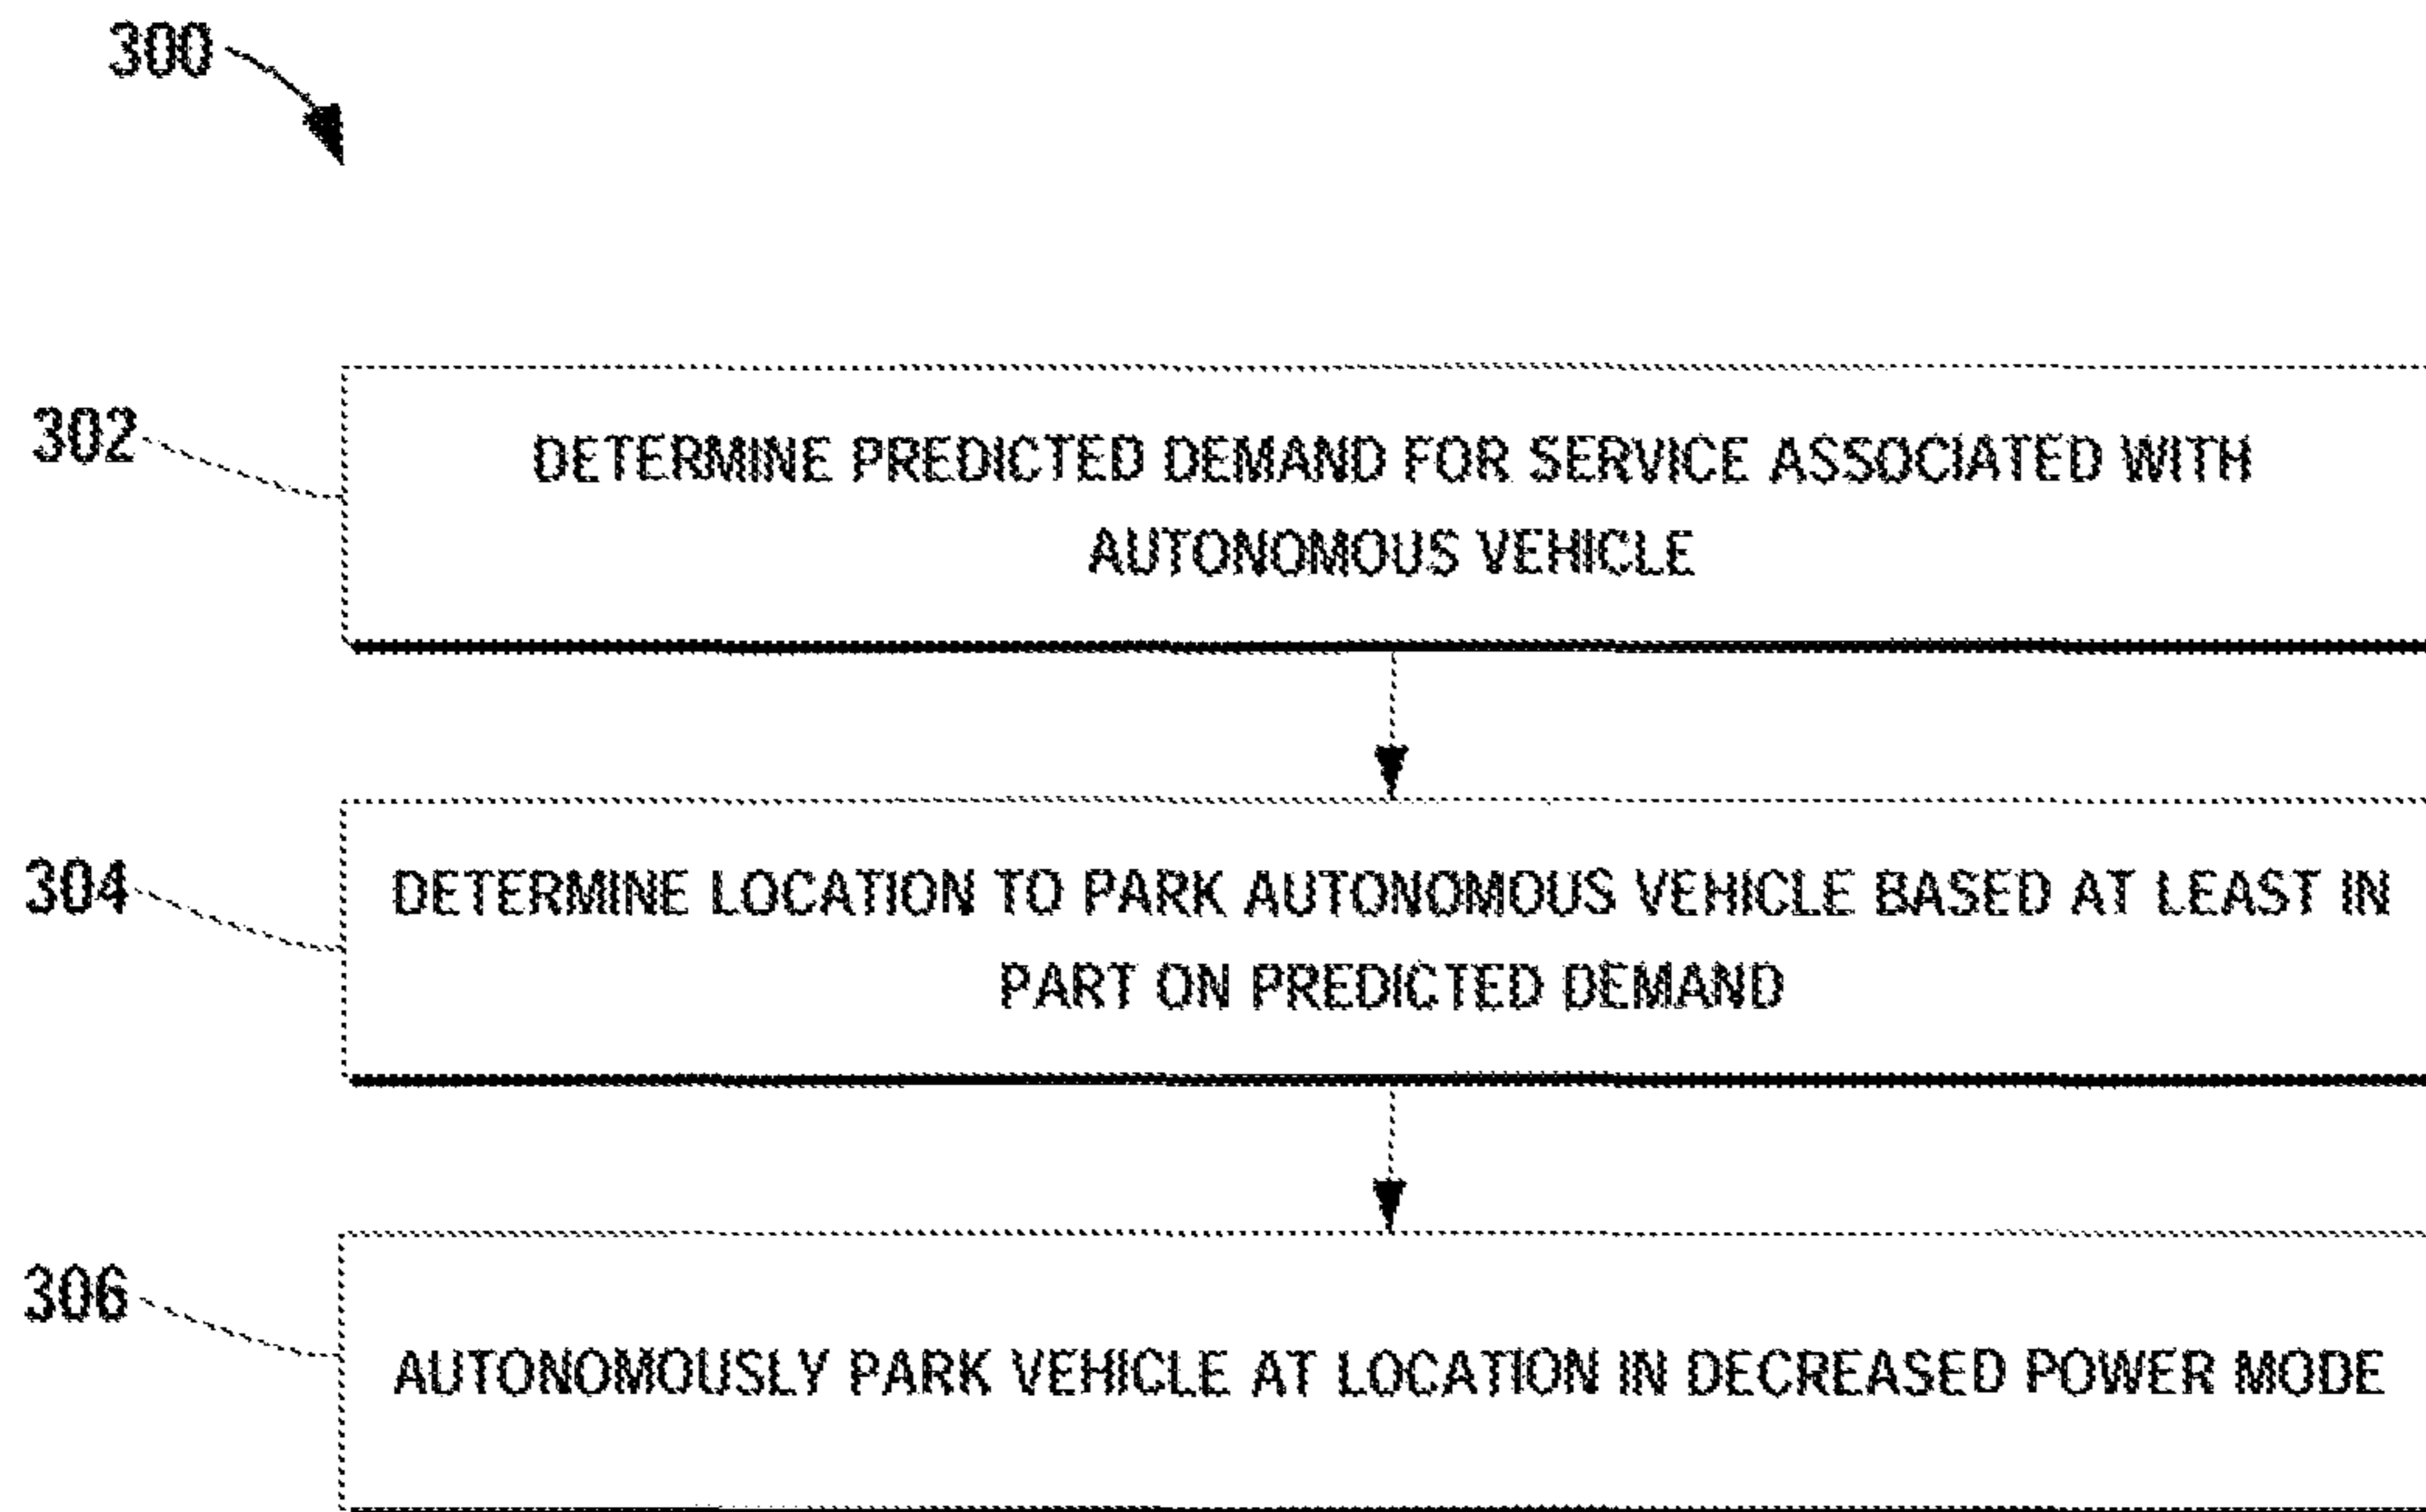 300
302
DETERMINE PREDICTED DEMAND FOR SERVICE ASSOCIATED WITH
AUTONOMOUS VEHICLE
304
DETERMINE LOCATION TO PARK AUTONOMOUS VEHICLE BASED AT LEAST IN
PART ON PREDICTED DEMAND
306
AUTONOMOUSLY PARK VEHICLE AT LOCATION IN DECREASED POWER MODE